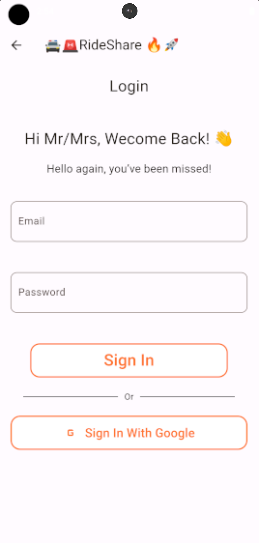 🚔🚨RideShare 🔥🚀
Login
Hi Mr/Mrs, Wecome Back! 👋
Hello again, you've been missed!
Email
Password
Sign In
Or
G Sign In With Google